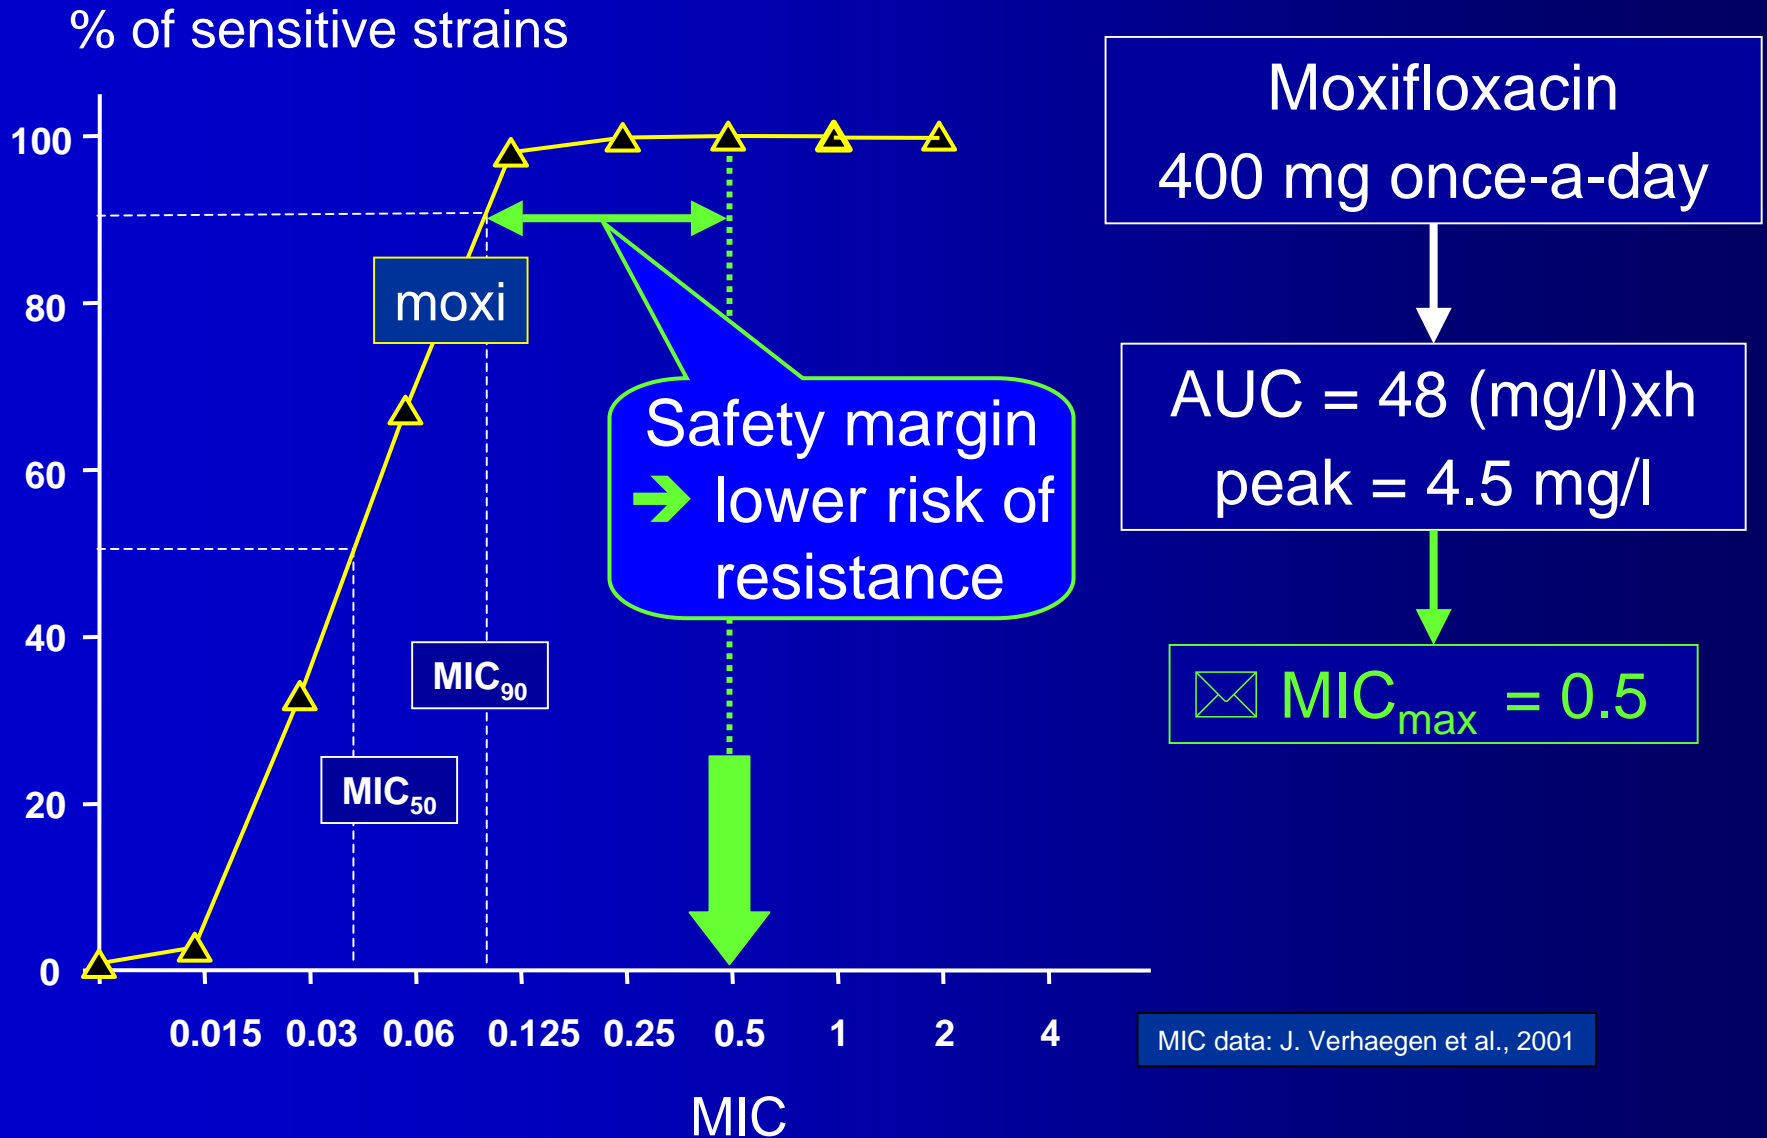 % of sensitive strains
100
80
60
40
20
0
moxi
MIC90
MIC50
Safety margin
➔ lower risk of
resistance
0.015 0.03 0.06 0.125 0.25 0.5 1 2 4
MIC
Moxifloxacin
400 mg once-a-day
AUC = 48 (mg/l)xh
peak = 4.5 mg/l
MICmax = 0.5
MIC data: J. Verhaegen et al., 2001